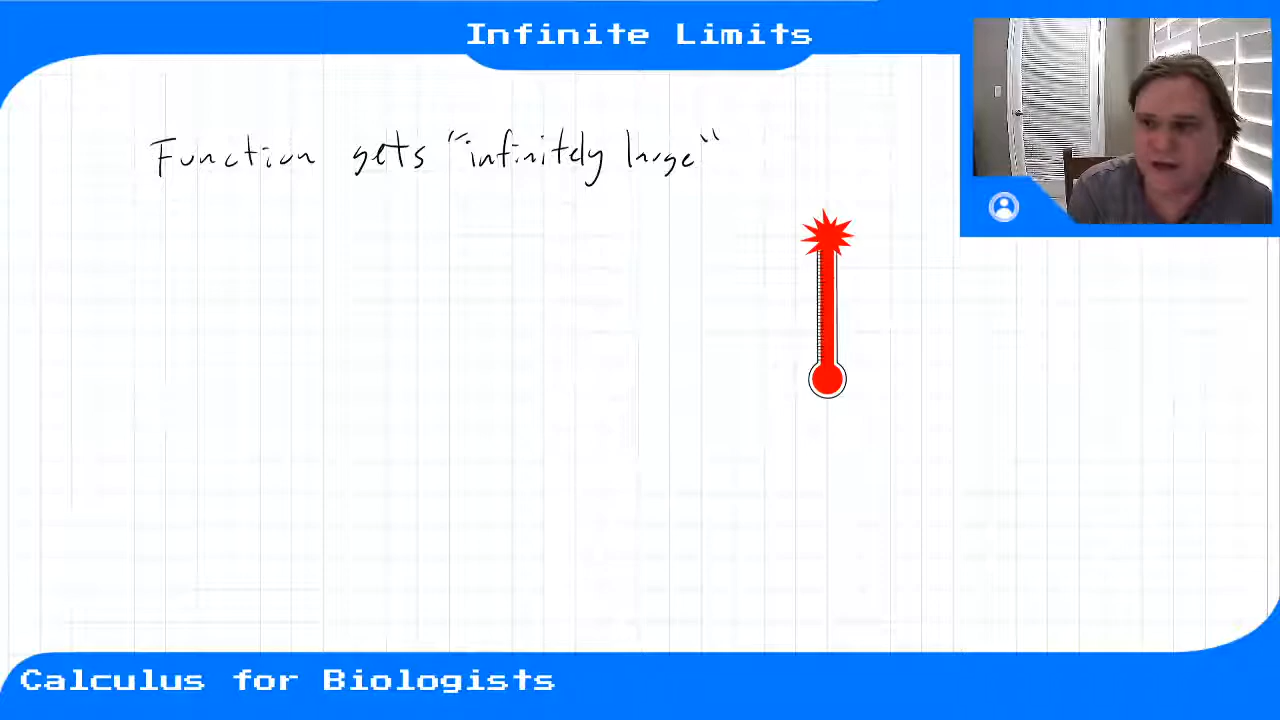 Infinite Limits
Function gets "infinitely large"
Calculus for Biologists